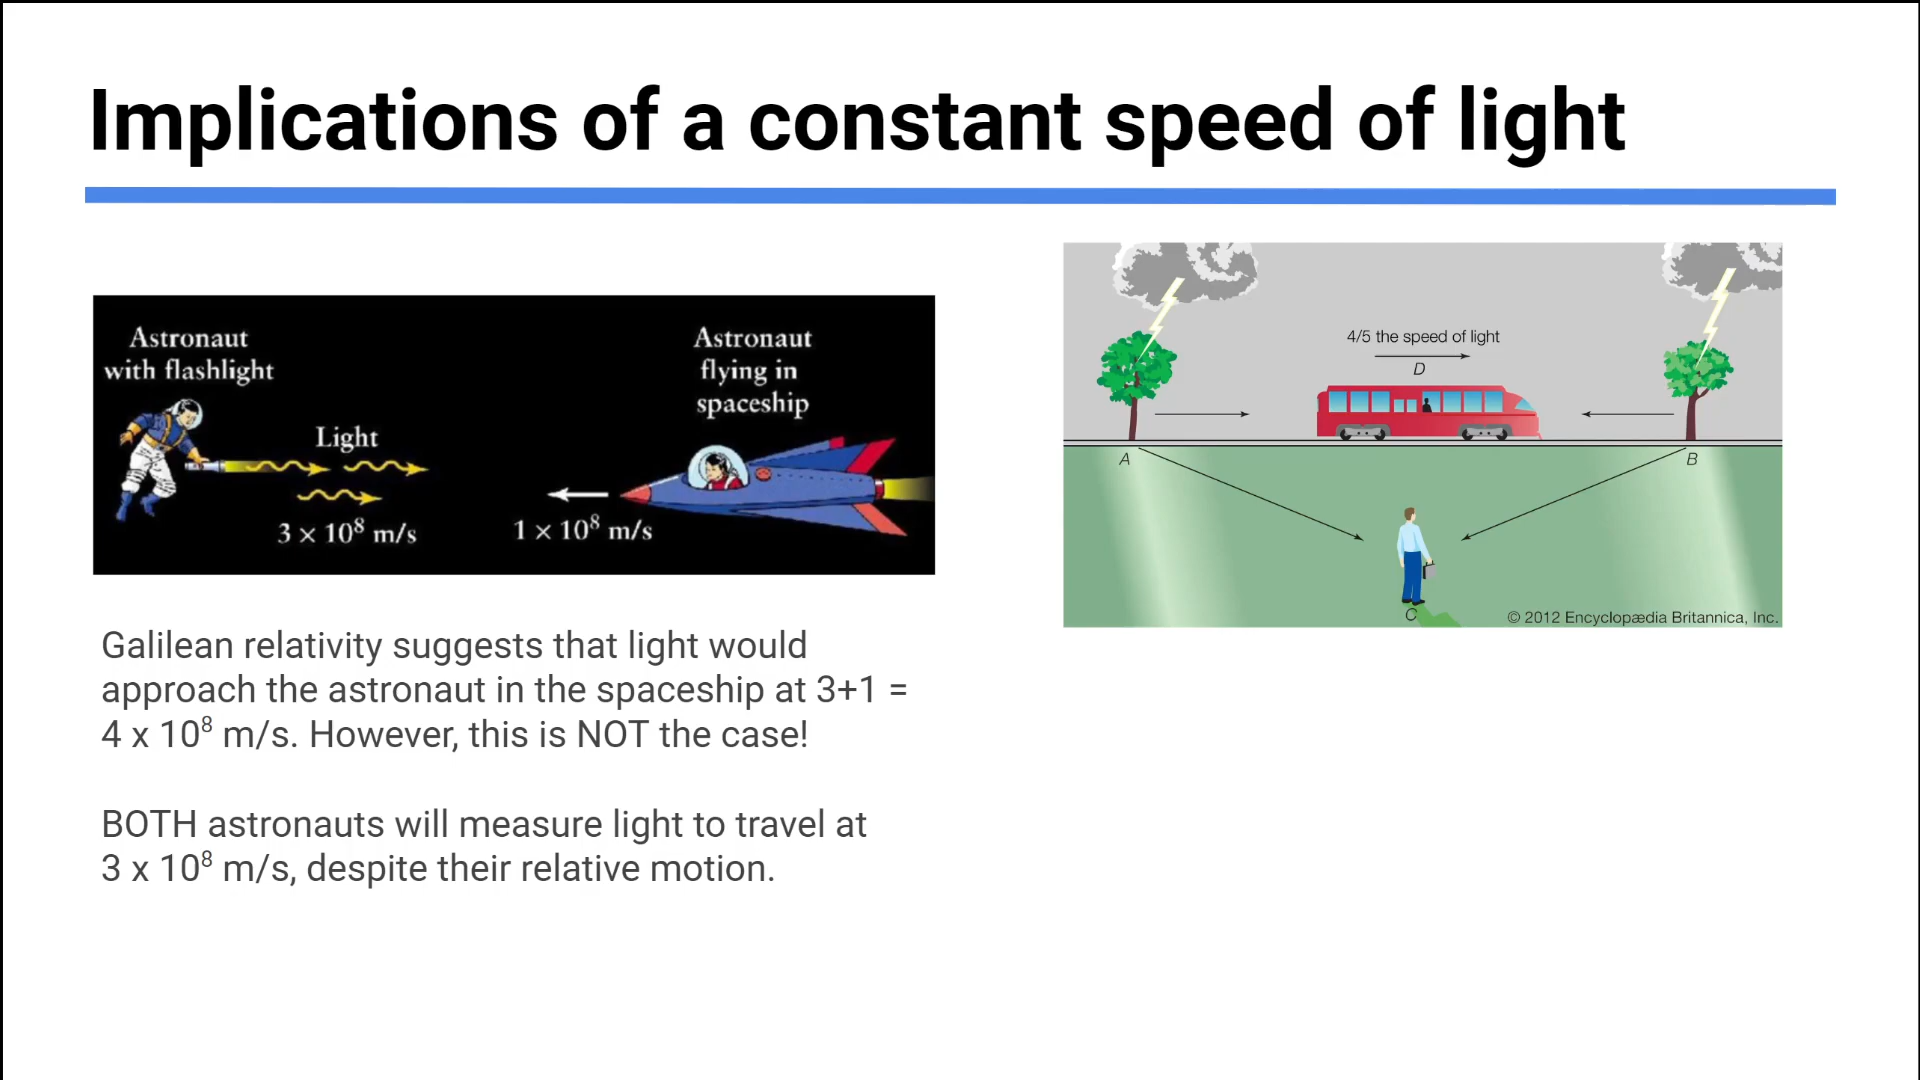 Implications of a constant speed of light
Astronaut
with flashlight
Light
3 × 10⁸ m/s
Astronaut
flying in
spaceship
1 × 10⁸ m/s
Galilean relativity suggests that light would
approach the astronaut in the spaceship at 3+1 =
4 x 10⁸ m/s. However, this is NOT the case!
BOTH astronauts will measure light to travel at
3 x 10⁸ m/s, despite their relative motion.
4/5 the speed of light
D
A
B
C
© 2012 Encyclopædia Britannica, Inc.